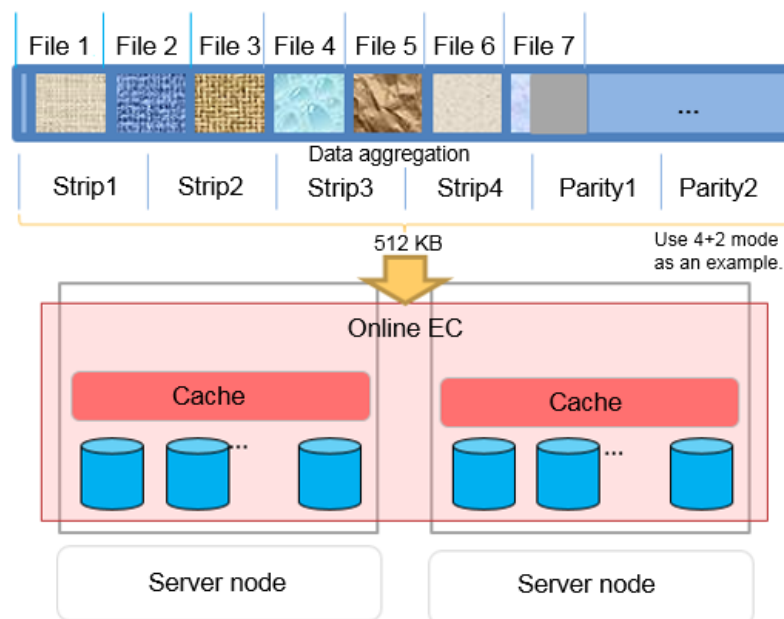 File 1 File 2 File 3 File 4 File 5 File 6 File 7
...
Data aggregation
Strip1 Strip2 Strip3 Strip4 Parity1 Parity2
512 KB
Use 4+2 mode
as an example.
Online EC
Cache Cache
... ...
Server node Server node